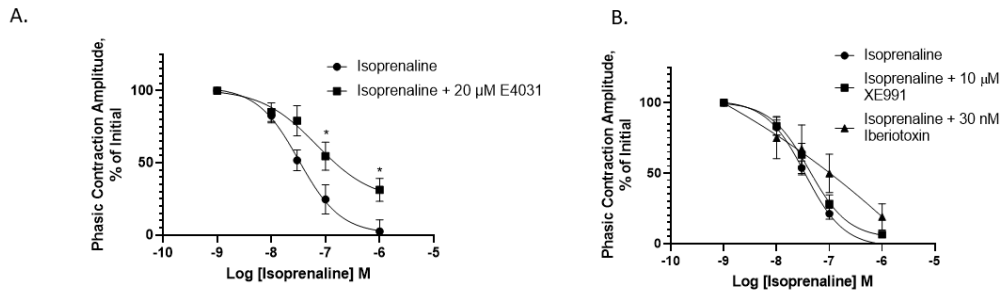 A.
Phasic Contraction Amplitude,
% of Initial
100
50
0
-10
-9
-8
-7
-6
-5
Log [Isoprenaline] M
Isoprenaline
Isoprenaline + 20 µM E4031
*
*
B.
Phasic Contraction Amplitude,
% of Initial
100
50
0
-10
-9
-8
-7
-6
-5
Log [Isoprenaline] M
Isoprenaline
Isoprenaline + 10 µM
XE991
Isoprenaline + 30 nM
Iberiotoxin